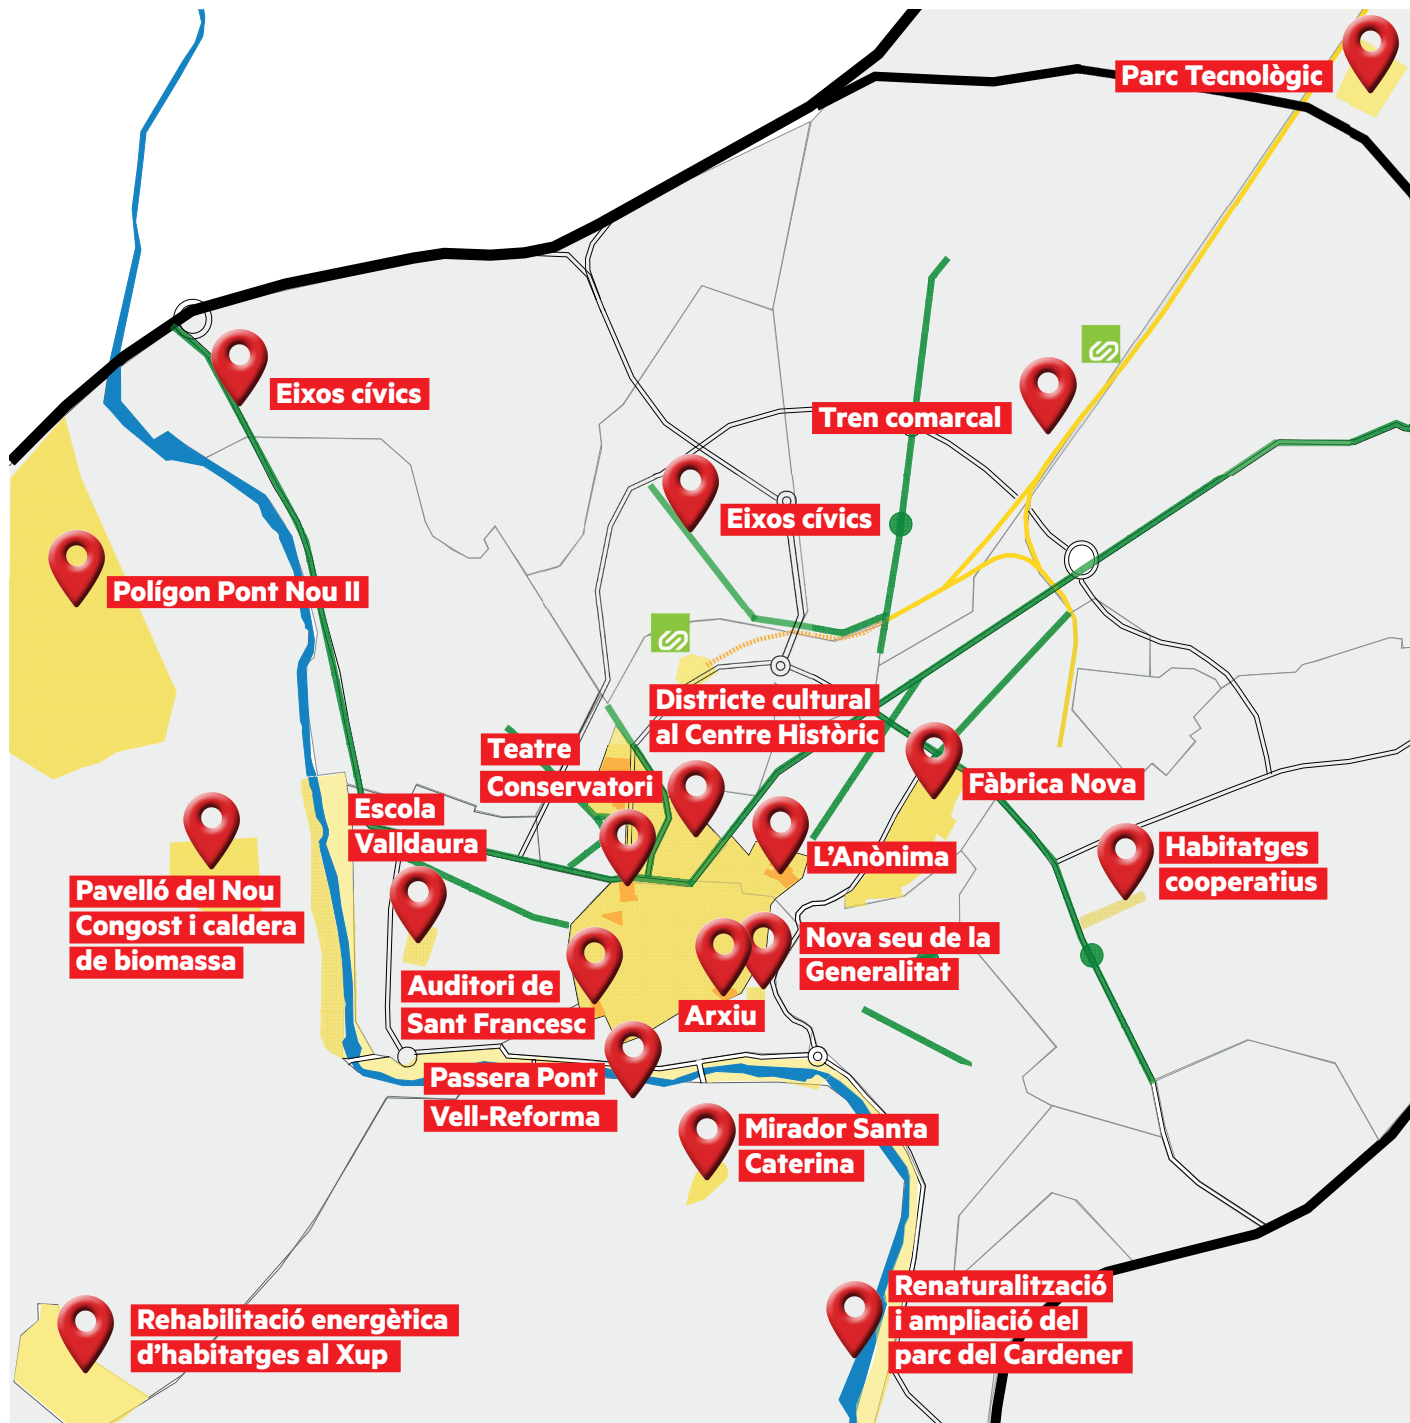 Parc Tecnològic
Eixos cívics
Tren comarcal
Eixos cívics
Polígon Pont Nou II
Districte cultural
al Centre Històric
Teatre
Conservatori
Fàbrica Nova
Escola
Valldaura
L'Anònima
Habitatges
cooperatius
Pavelló del Nou
Congost i caldera
de biomassa
Nova seu de la
Generalitat
Auditori de
Sant Francesc
Arxiu
Passera Pont
Vell-Reforma
Mirador Santa
Caterina
Renaturalització
i ampliació del
parc del Cardener
Rehabilitació energètica
d'habitatges al Xup